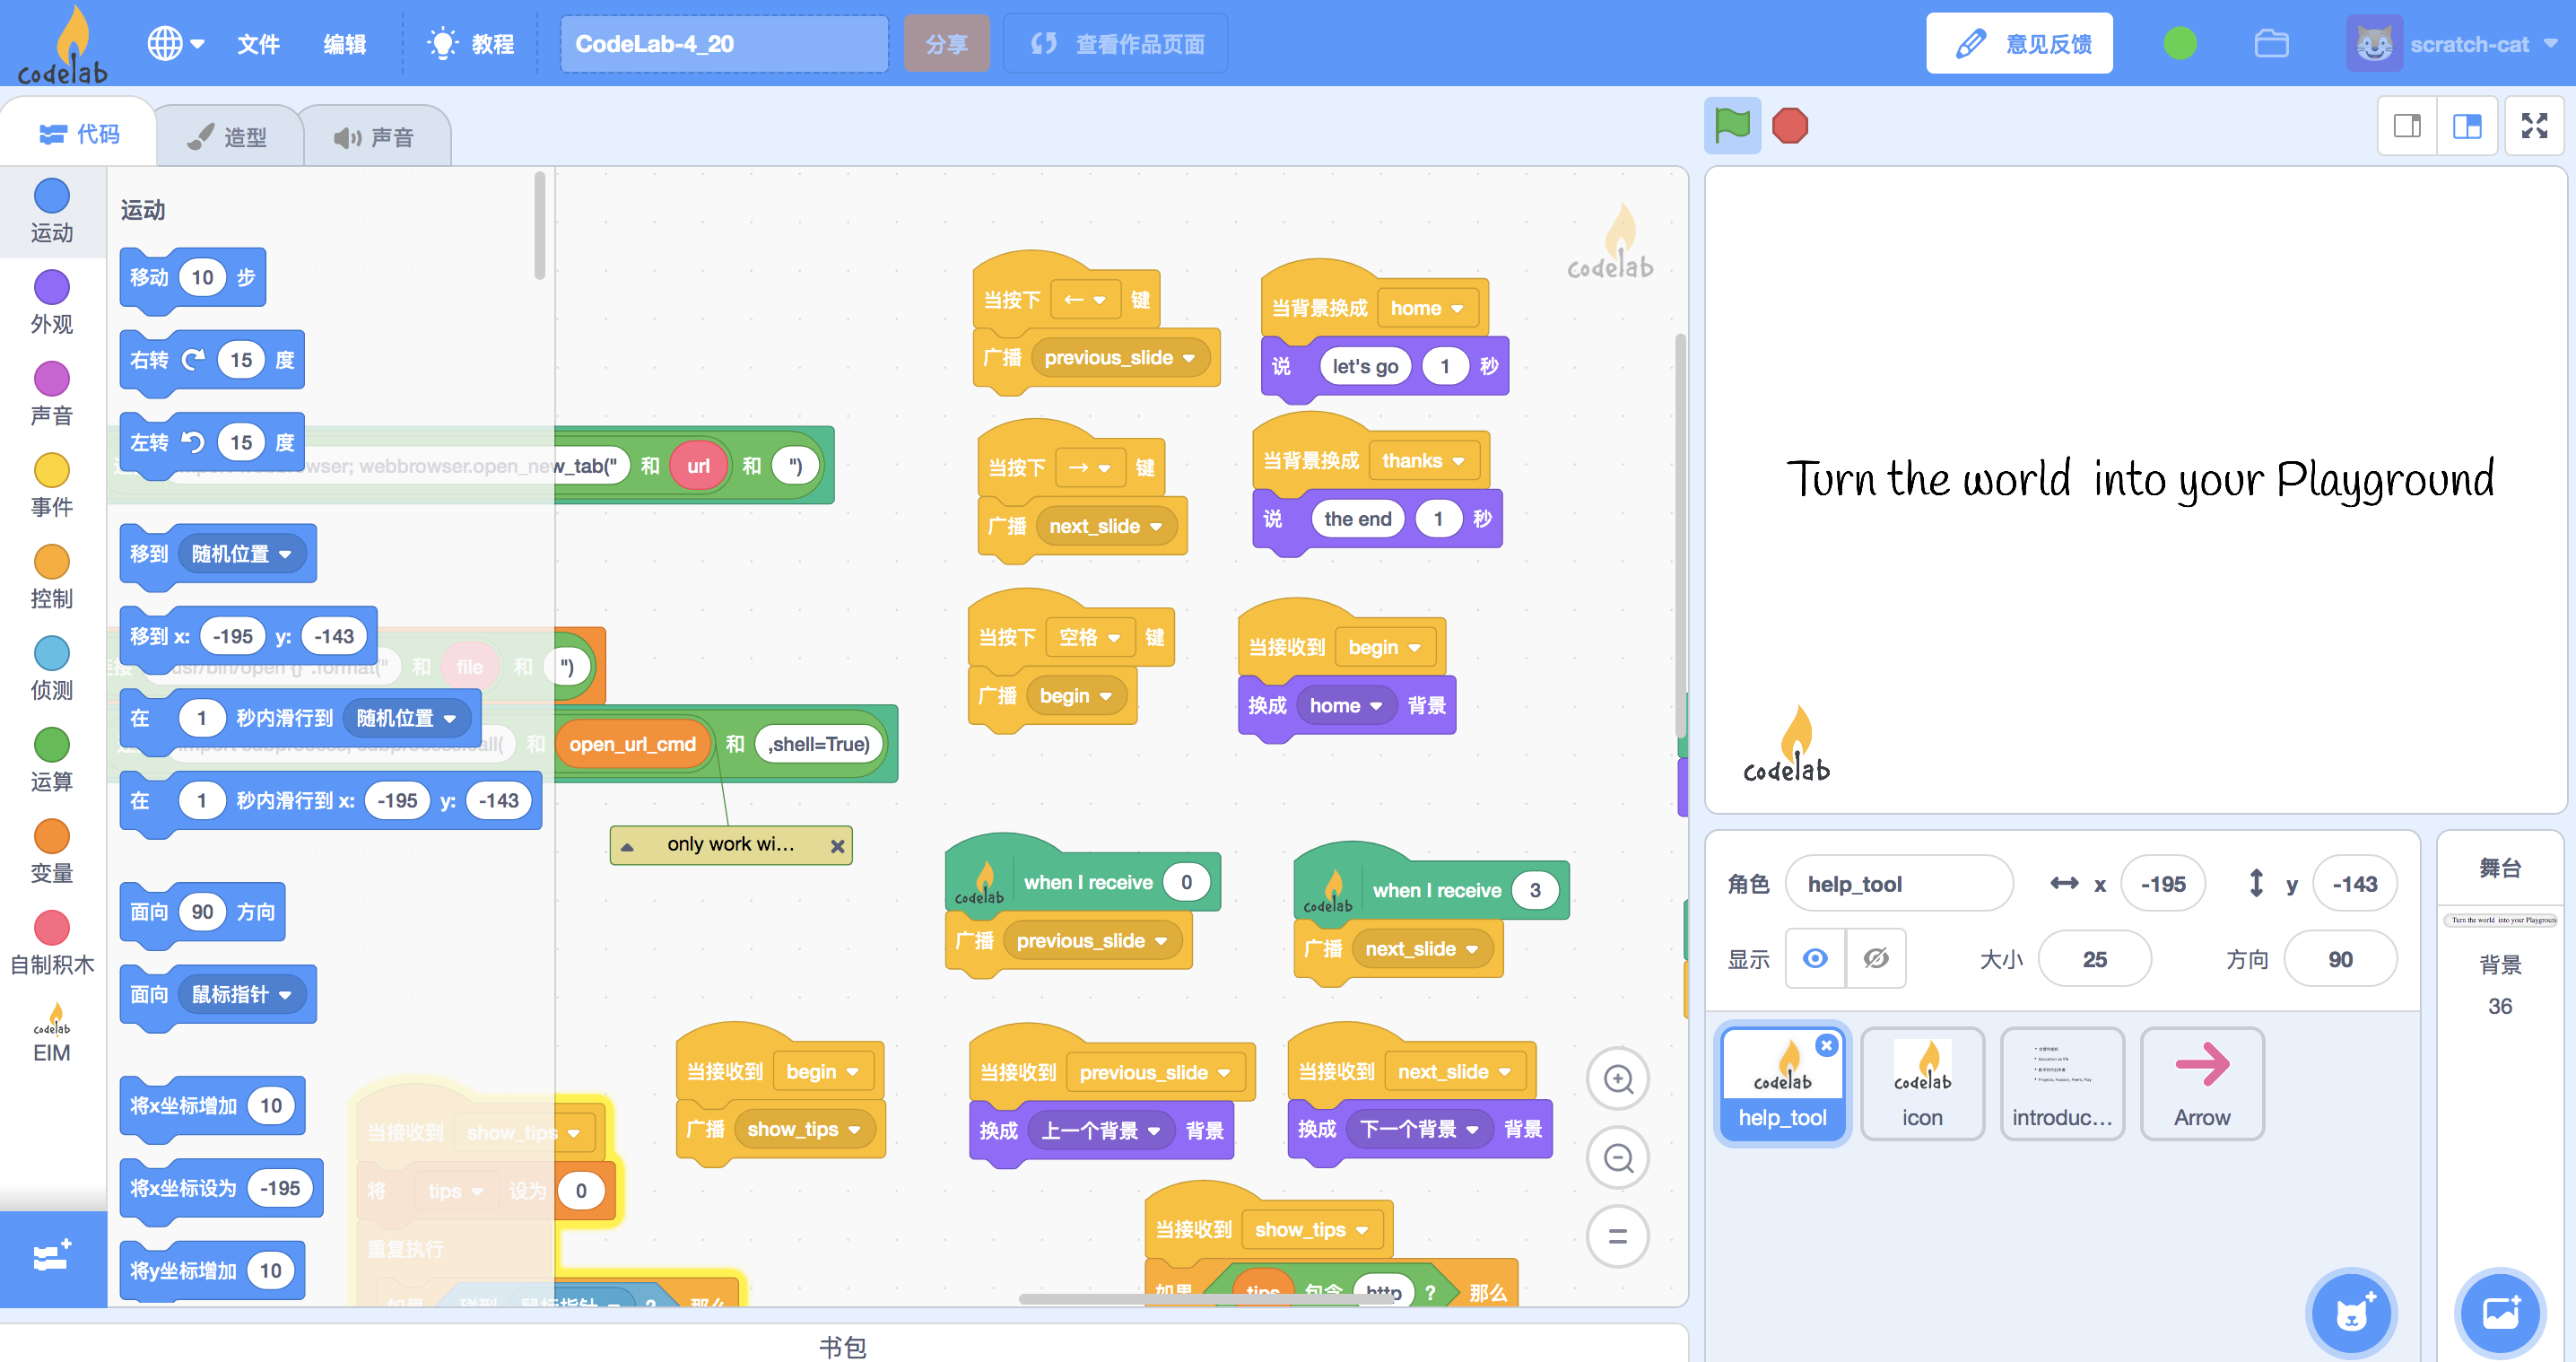 codelab
文件
编辑
教程
CodeLab-4_20
分享
查看作品页面
意见反馈
scratch-cat
代码
造型
声音
运动
外观
声音
事件
控制
侦测
运算
变量
自制积木
codelab
EIM
运动
移动 10 步
右转 15 度
左转 15 度
移到 随机位置
移到 x: -195 y: -143
在 1 秒内滑行到 随机位置
在 1 秒内滑行到 x: -195 y: -143
面向 90 方向
面向 鼠标指针
将x坐标增加 10
将x坐标设为 -195
将y坐标增加 10
webbrowser.open_new_tab(" 和 url 和 ")
/bin/open {}".format(" 和 file 和 ")
和 open_url_cmd 和 ,shell=True)
only work wi...
当按下 ← 键
广播 previous_slide
当背景换成 home
说 let's go 1 秒
当按下 → 键
广播 next_slide
当背景换成 thanks
说 the end 1 秒
当按下 空格 键
广播 begin
当接收到 begin
换成 home 背景
codelab
codelab when I receive 0
广播 previous_slide
codelab when I receive 3
广播 next_slide
当接收到 begin
广播 show_tips
当接收到 previous_slide
换成 上一个背景 背景
当接收到 next_slide
换成 下一个背景 背景
当接收到 show_tips
将 tips 设为 0
重复执行
如果 碰到 鼠标指针 ? 那么
当接收到 show_tips
如果 tips 包含 http ? 那么
书包
Turn the world into your Playground
codelab
角色 help_tool x -195 y -143
显示 大小 25 方向 90
codelab
help_tool
codelab
icon
introduc...
Arrow
舞台
Turn the world into your Playgroun
背景
36